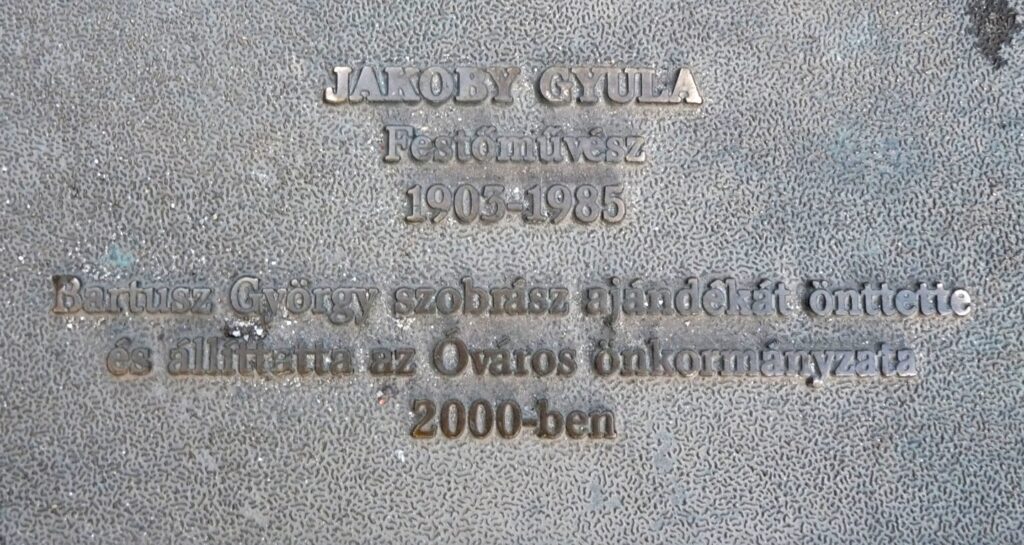 JAKOBY GYULA
Festőművész
1903-1985
Bartusz György szobrász ajándékát önttette
és állíttatta az Óváros önkormányzata
2000-ben